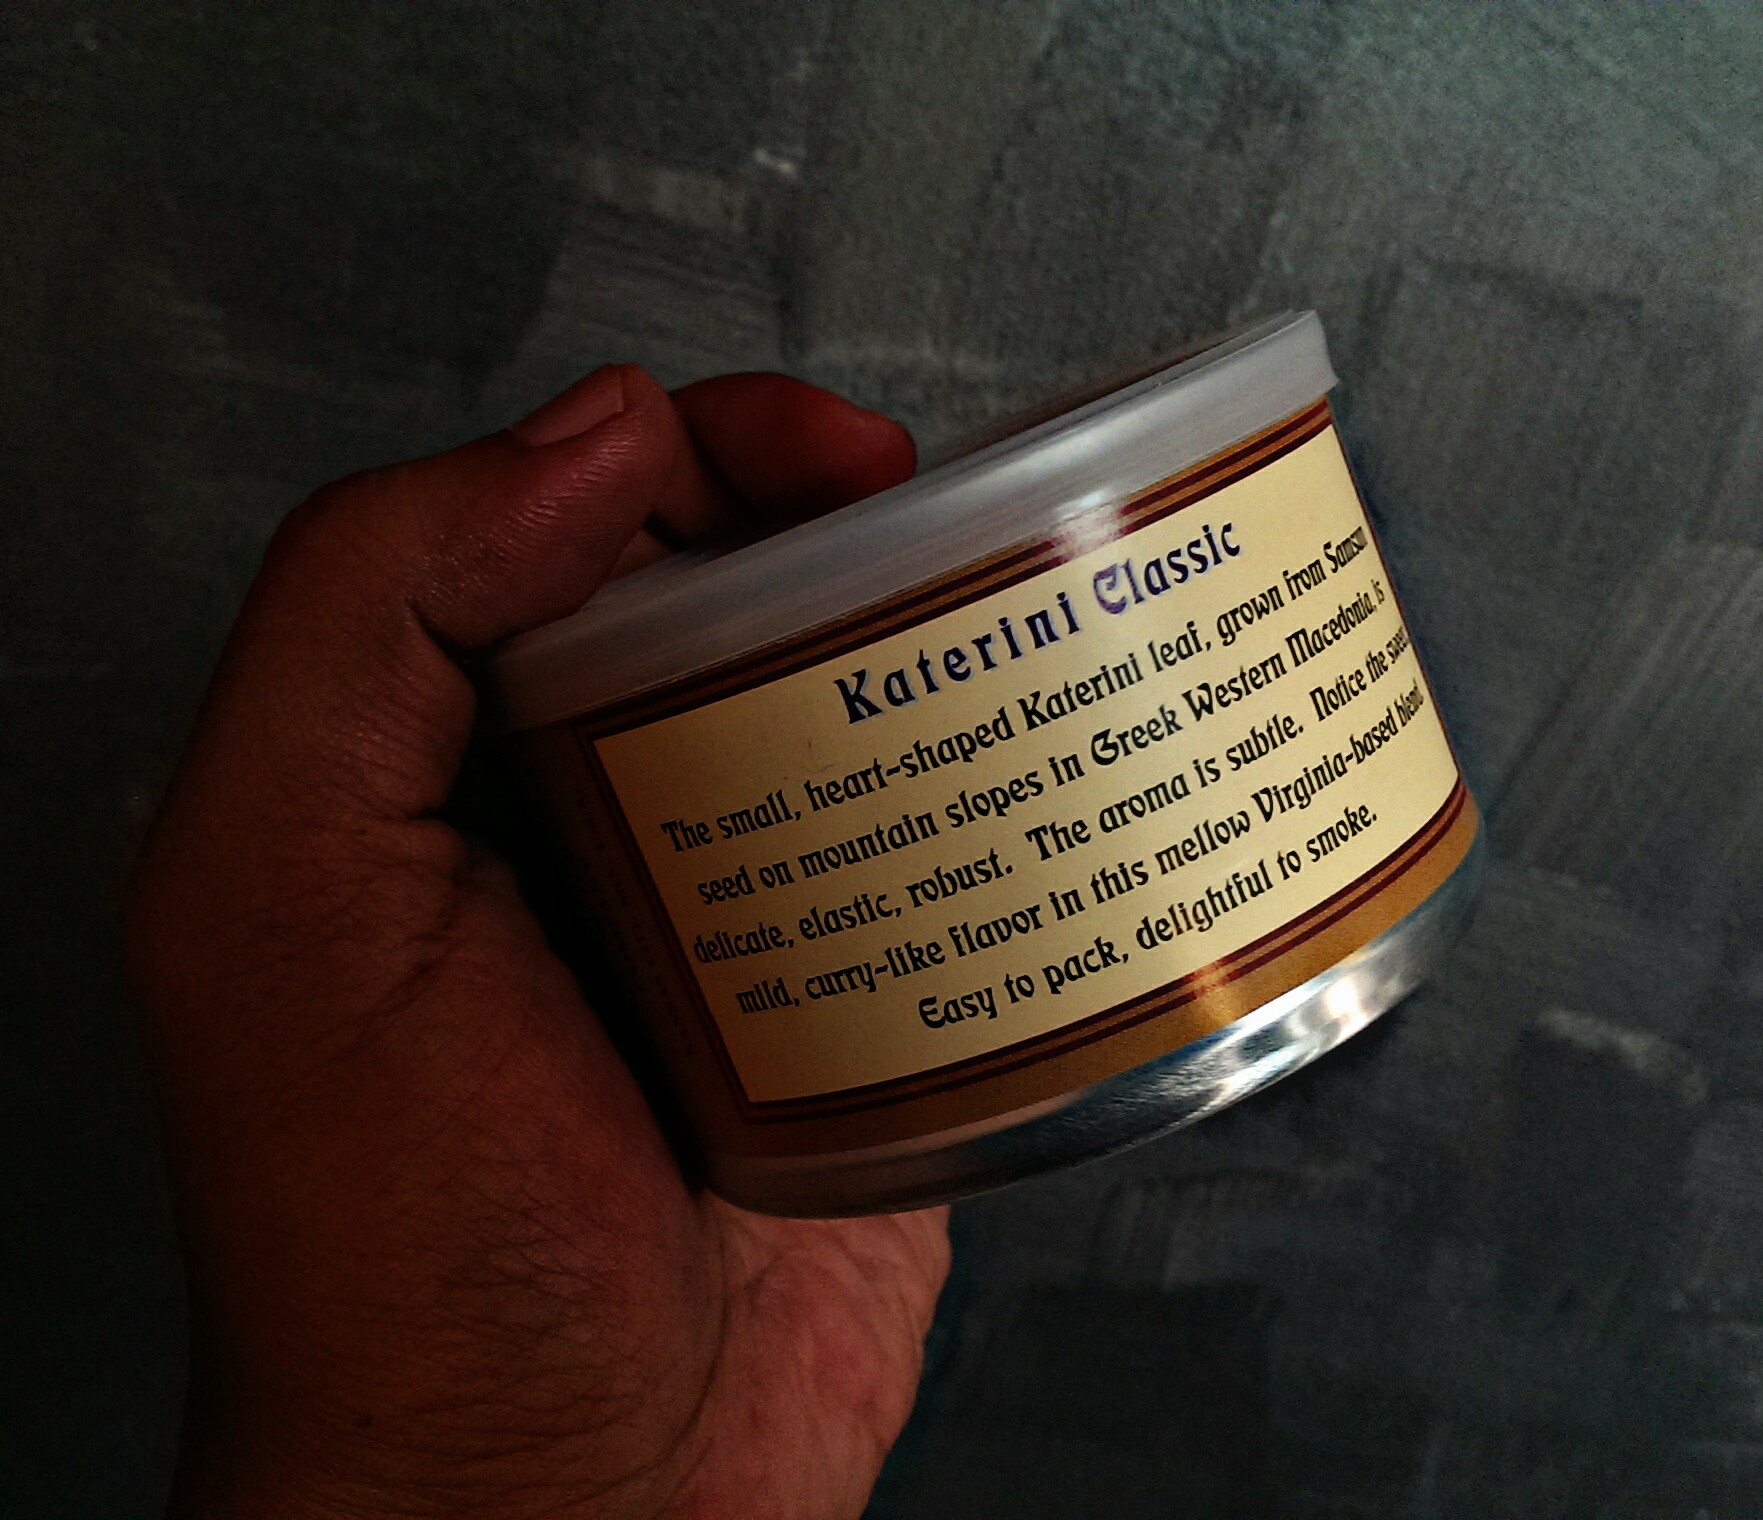 Katerini Classic
The small, heart-shaped Katerini leaf, grown from Samsun
seed on mountain slopes in Greek Western Macedonia, is
delicate, elastic, robust. The aroma is subtle. Notice the sweet,
mild, curry-like flavor in this mellow Virginia-based blend.
Easy to pack, delightful to smoke.